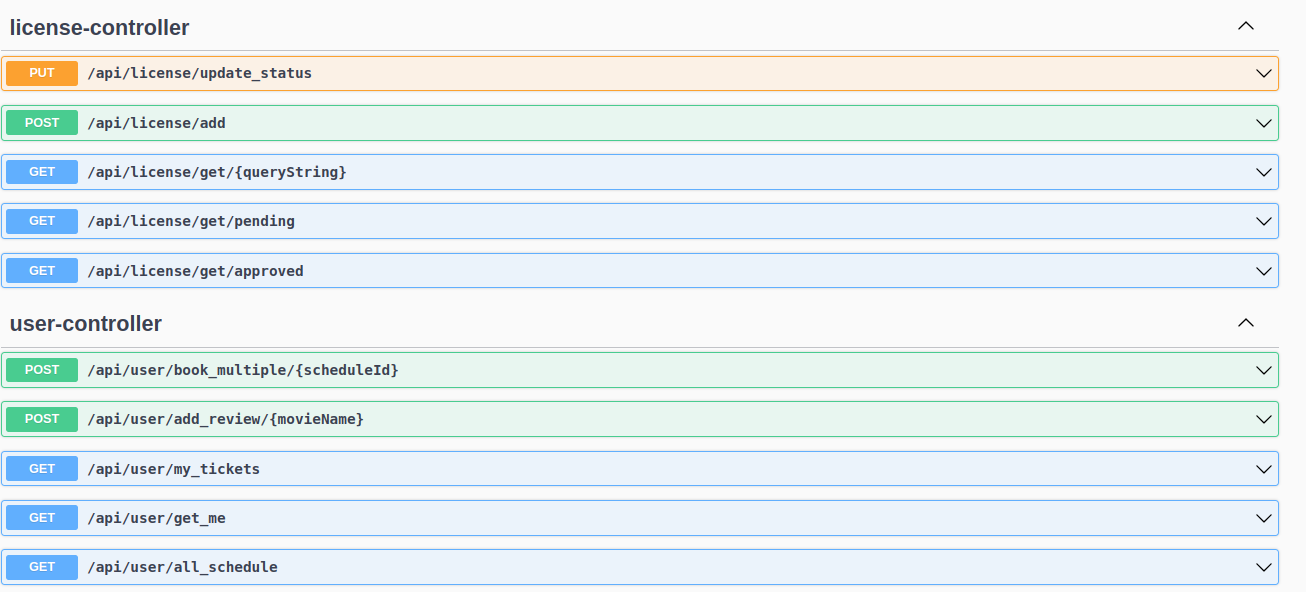 license-controller
PUT /api/license/update_status
POST /api/license/add
GET /api/license/get/{queryString}
GET /api/license/get/pending
GET /api/license/get/approved
user-controller
POST /api/user/book_multiple/{scheduleId}
POST /api/user/add_review/{movieName}
GET /api/user/my_tickets
GET /api/user/get_me
GET /api/user/all_schedule